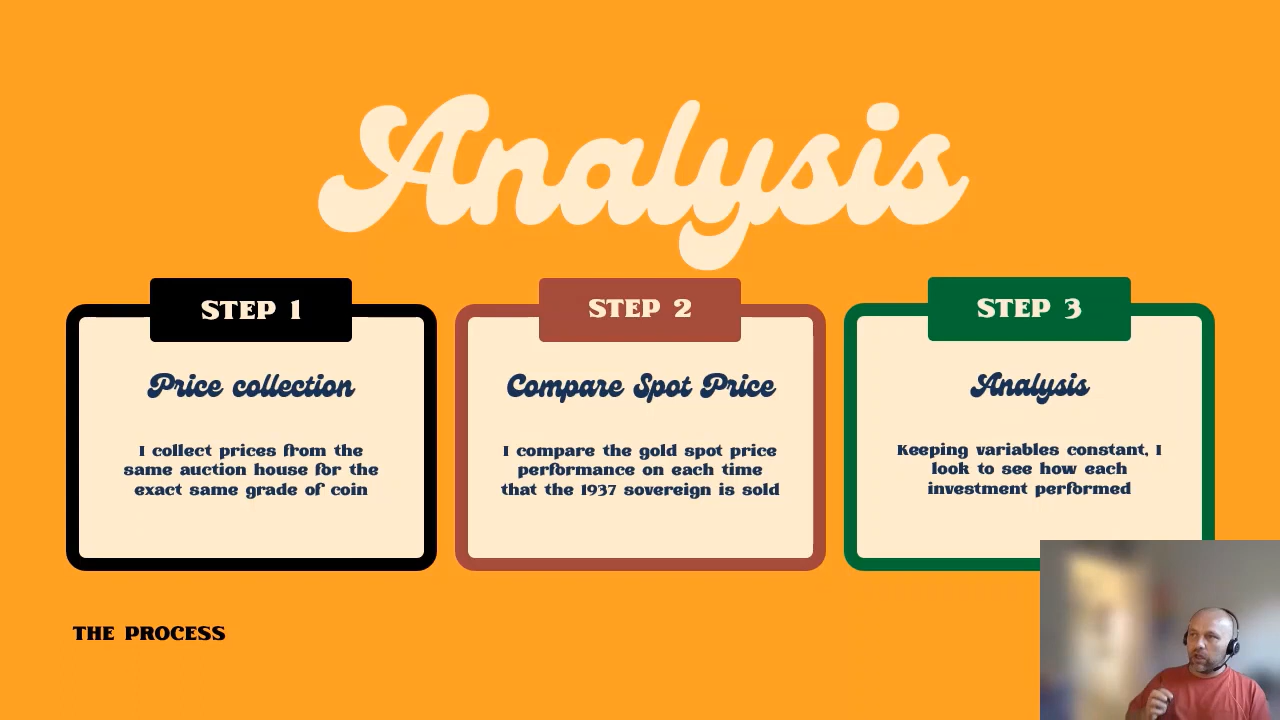 Analysis
STEP 1
Price collection
I collect prices from the
same auction house for the
exact same grade of coin
STEP 2
Compare Spot Price
I compare the gold spot price
performance on each time
that the 1937 sovereign is sold
STEP 3
Analysis
Keeping variables constant, I
look to see how each
investment performed
THE PROCESS